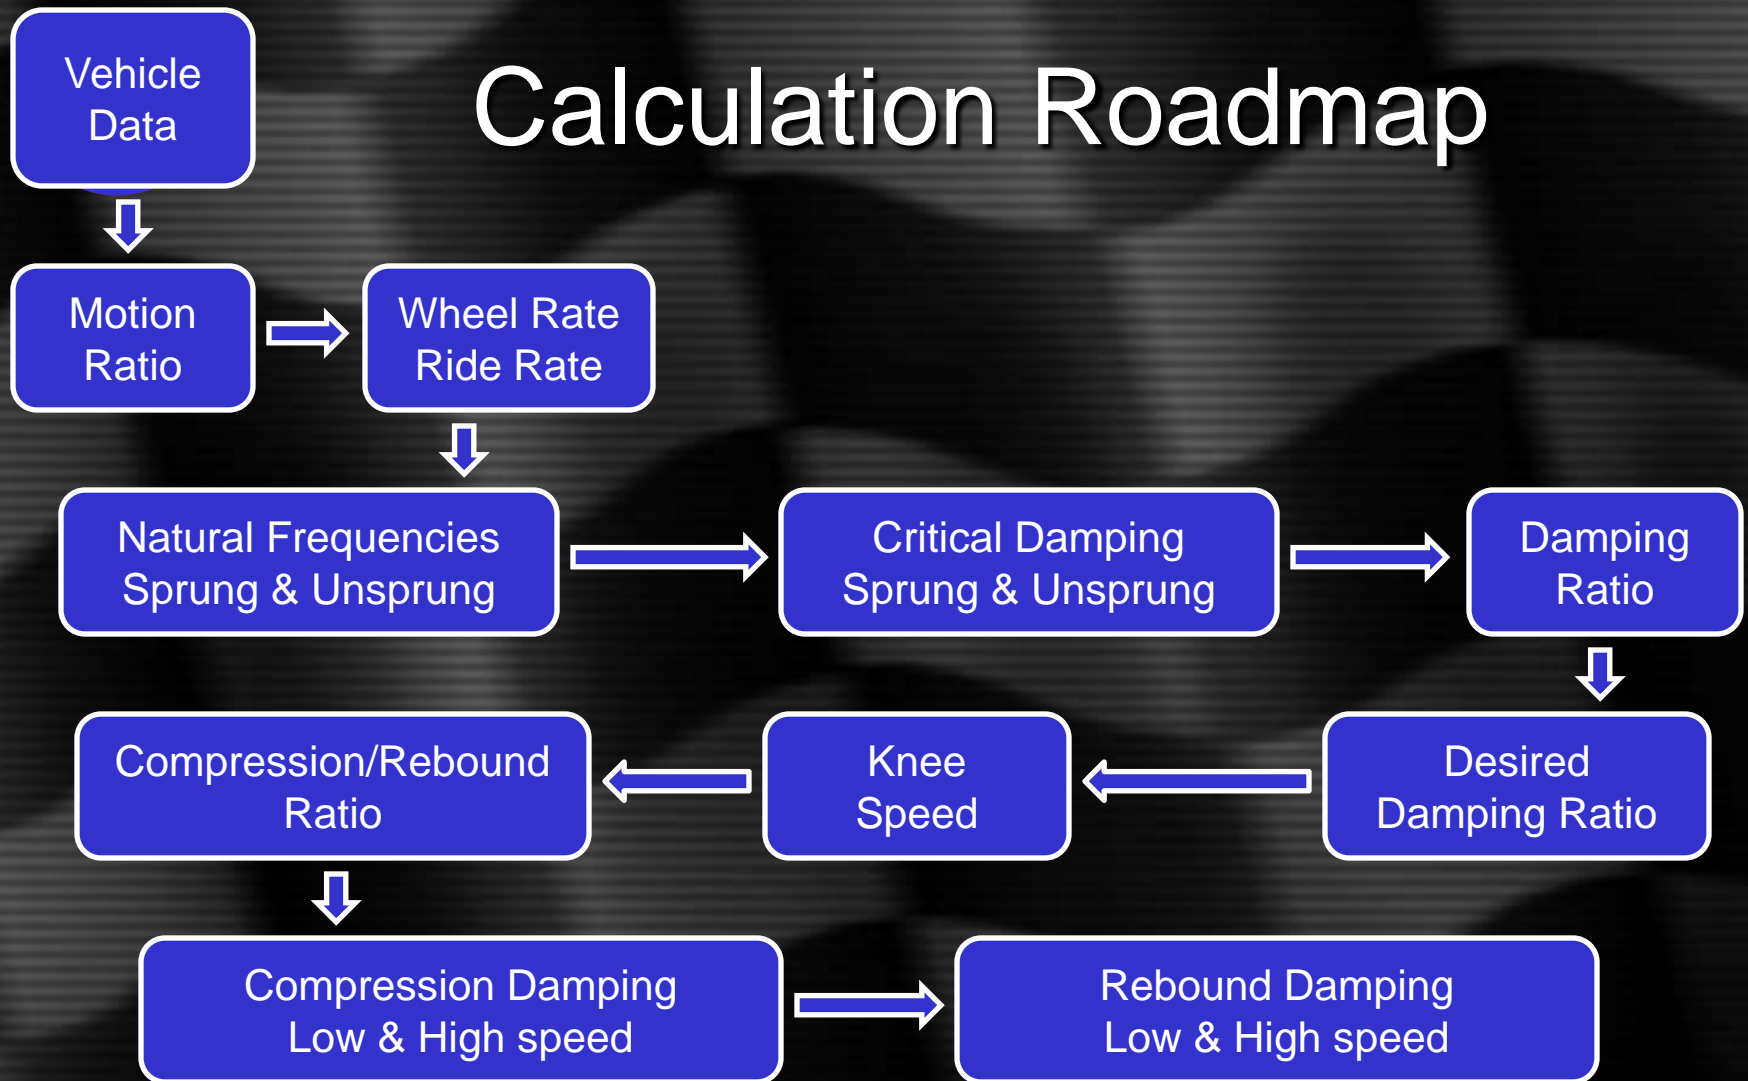 Vehicle
Data
Calculation Roadmap
Motion
Ratio
Wheel Rate
Ride Rate
Natural Frequencies
Sprung & Unsprung
Critical Damping
Sprung & Unsprung
Damping
Ratio
Desired
Damping Ratio
Knee
Speed
Compression/Rebound
Ratio
Compression Damping
Low & High speed
Rebound Damping
Low & High speed